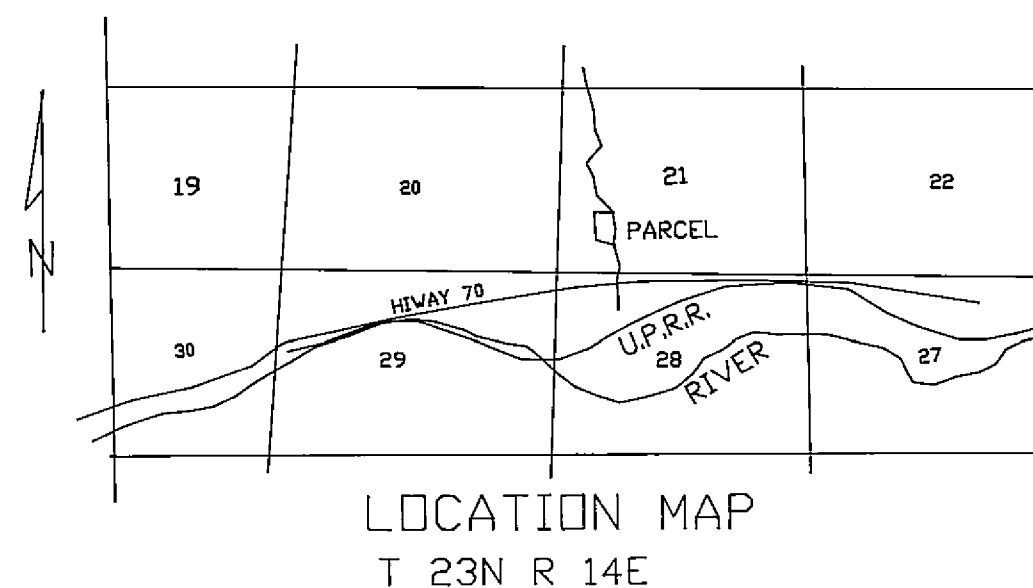 19
20
21
22
PARCEL
N
HIWAY 70
U.P.R.R.
30
29
28
RIVER
27
LOCATION MAP
T 23N R 14E